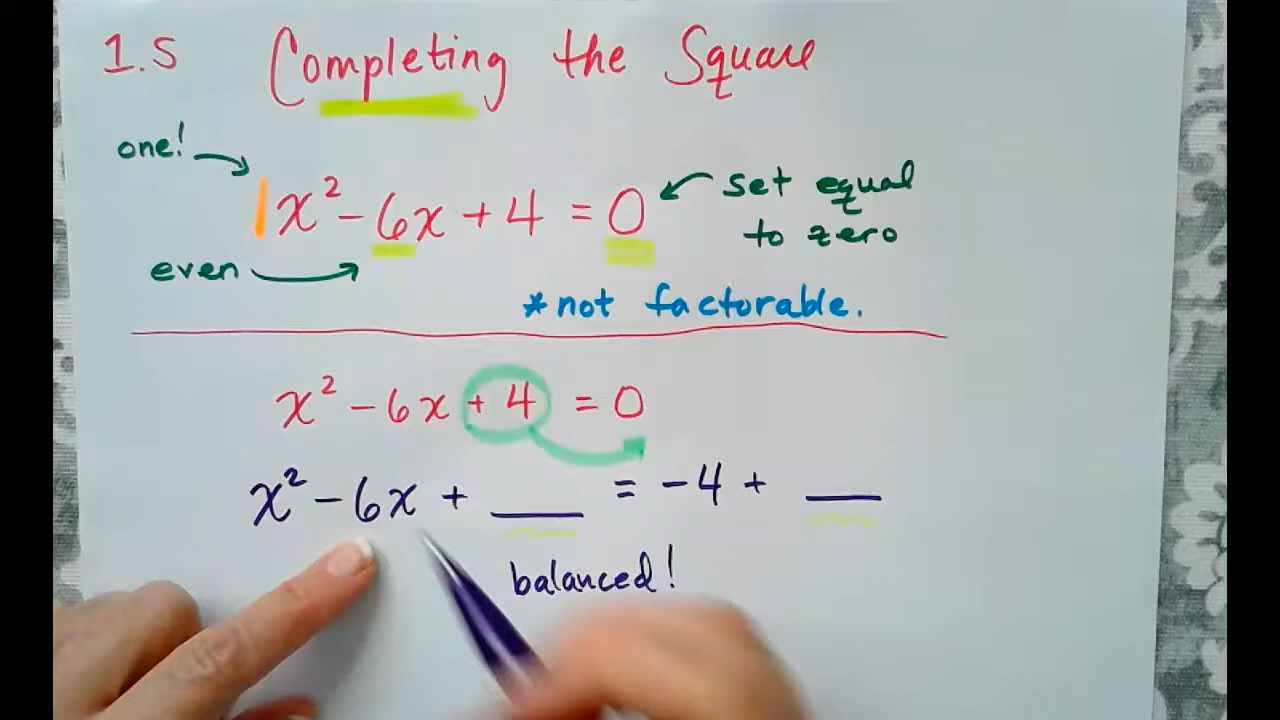 1.5 Completing the Square
one!
1x² - 6x + 4 = 0
set equal
to zero
even
*not factorable.
x² - 6x + 4 = 0
x² - 6x + ___ = -4 + ___
balanced!